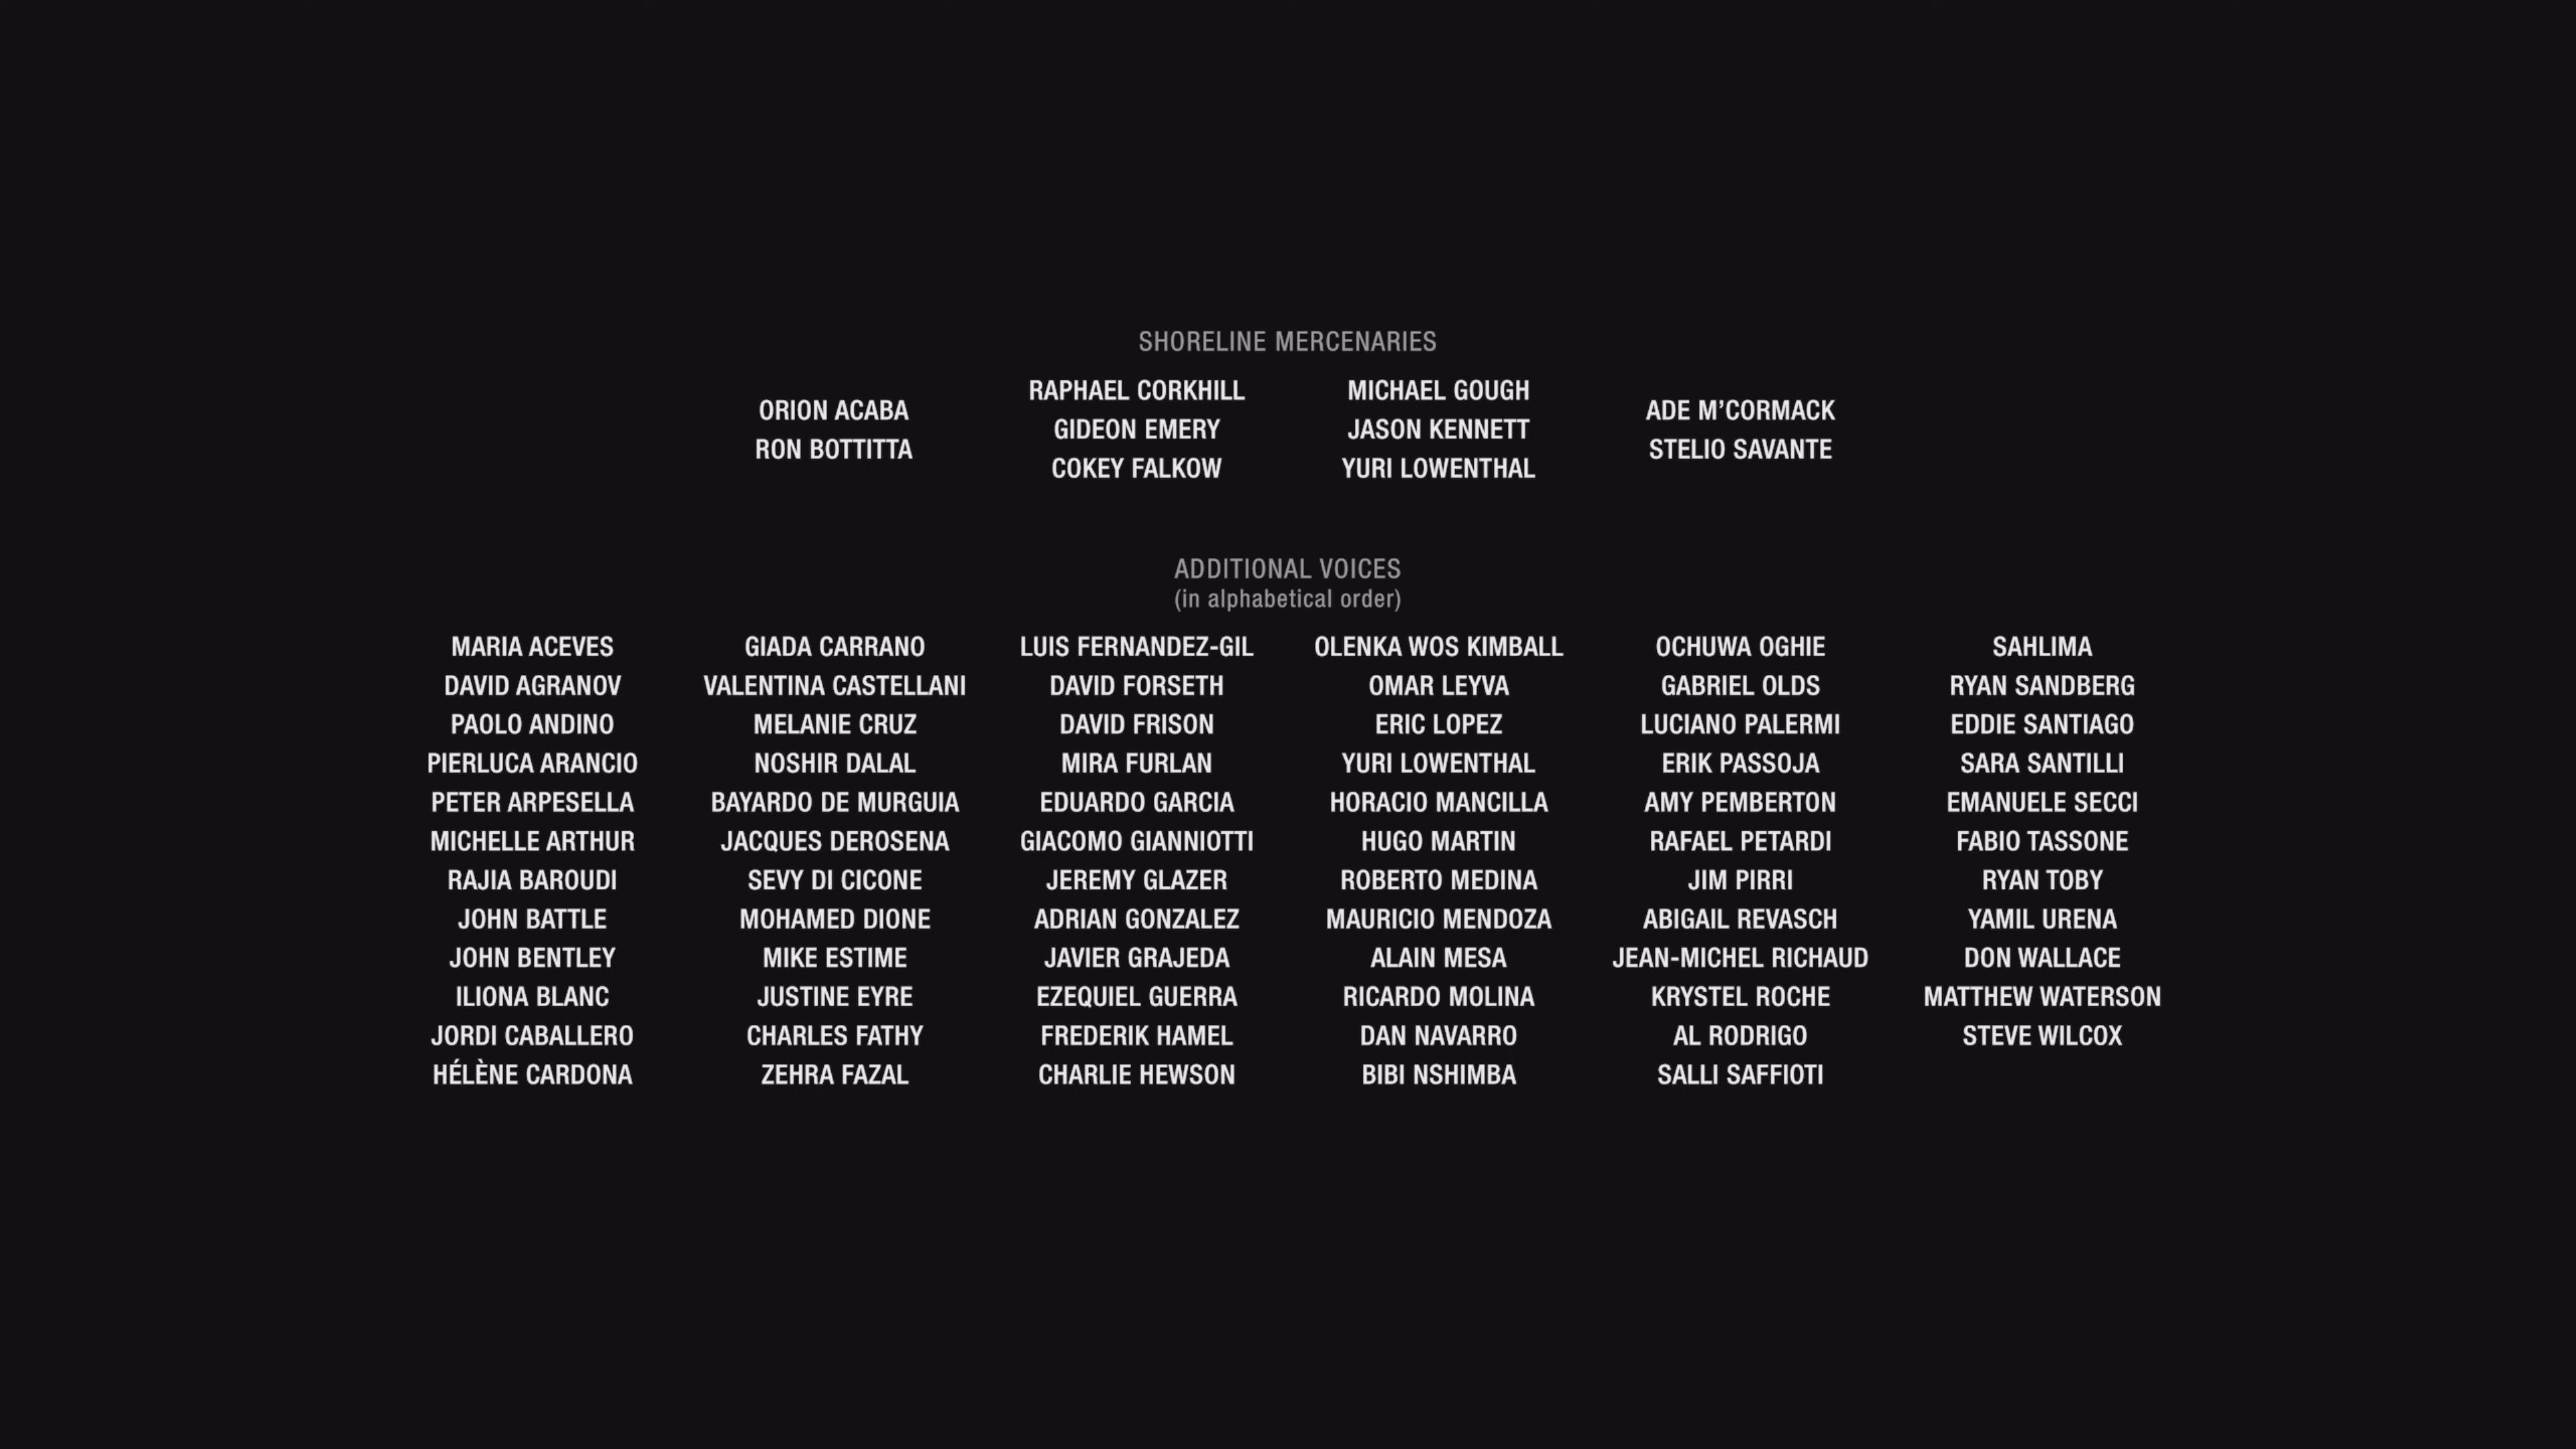 SHORELINE MERCENARIES
ORION ACABA
RON BOTTITTA
RAPHAEL CORKHILL
GIDEON EMERY
COKEY FALKOW
MICHAEL GOUGH
JASON KENNETT
YURI LOWENTHAL
ADE M’CORMACK
STELIO SAVANTE
ADDITIONAL VOICES
(in alphabetical order)
MARIA ACEVES
DAVID AGRANOV
PAOLO ANDINO
PIERLUCA ARANCIO
PETER ARPESELLA
MICHELLE ARTHUR
RAJIA BAROUDI
JOHN BATTLE
JOHN BENTLEY
ILIONA BLANC
JORDI CABALLERO
HÉLÈNE CARDONA
GIADA CARRANO
VALENTINA CASTELLANI
MELANIE CRUZ
NOSHIR DALAL
BAYARDO DE MURGUIA
JACQUES DEROSENA
SEVY DI CICONE
MOHAMED DIONE
MIKE ESTIME
JUSTINE EYRE
CHARLES FATHY
ZEHRA FAZAL
LUIS FERNANDEZ-GIL
DAVID FORSETH
DAVID FRISON
MIRA FURLAN
EDUARDO GARCIA
GIACOMO GIANNIOTTI
JEREMY GLAZER
ADRIAN GONZALEZ
JAVIER GRAJEDA
EZEQUIEL GUERRA
FREDERIK HAMEL
CHARLIE HEWSON
OLENKA WOS KIMBALL
OMAR LEYVA
ERIC LOPEZ
YURI LOWENTHAL
HORACIO MANCILLA
HUGO MARTIN
ROBERTO MEDINA
MAURICIO MENDOZA
ALAIN MESA
RICARDO MOLINA
DAN NAVARRO
BIBI NSHIMBA
OCHUWA OGHIE
GABRIEL OLDS
LUCIANO PALERMI
ERIK PASSOJA
AMY PEMBERTON
RAFAEL PETARDI
JIM PIRRI
ABIGAIL REVASCH
JEAN-MICHEL RICHAUD
KRYSTEL ROCHE
AL RODRIGO
SALLI SAFFIOTI
SAHLIMA
RYAN SANDBERG
EDDIE SANTIAGO
SARA SANTILLI
EMANUELE SECCI
FABIO TASSONE
RYAN TOBY
YAMIL URENA
DON WALLACE
MATTHEW WATERSON
STEVE WILCOX